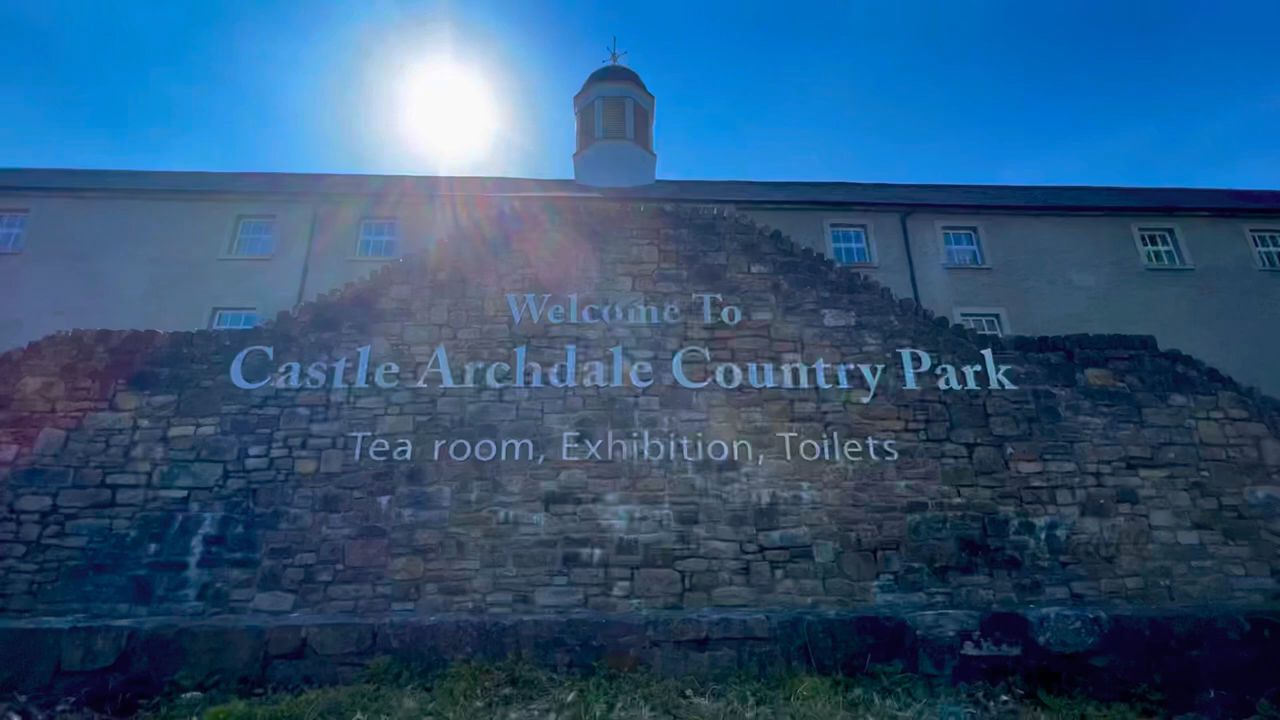 Welcome To
Castle Archdale Country Park
Tea room, Exhibition, Toilets